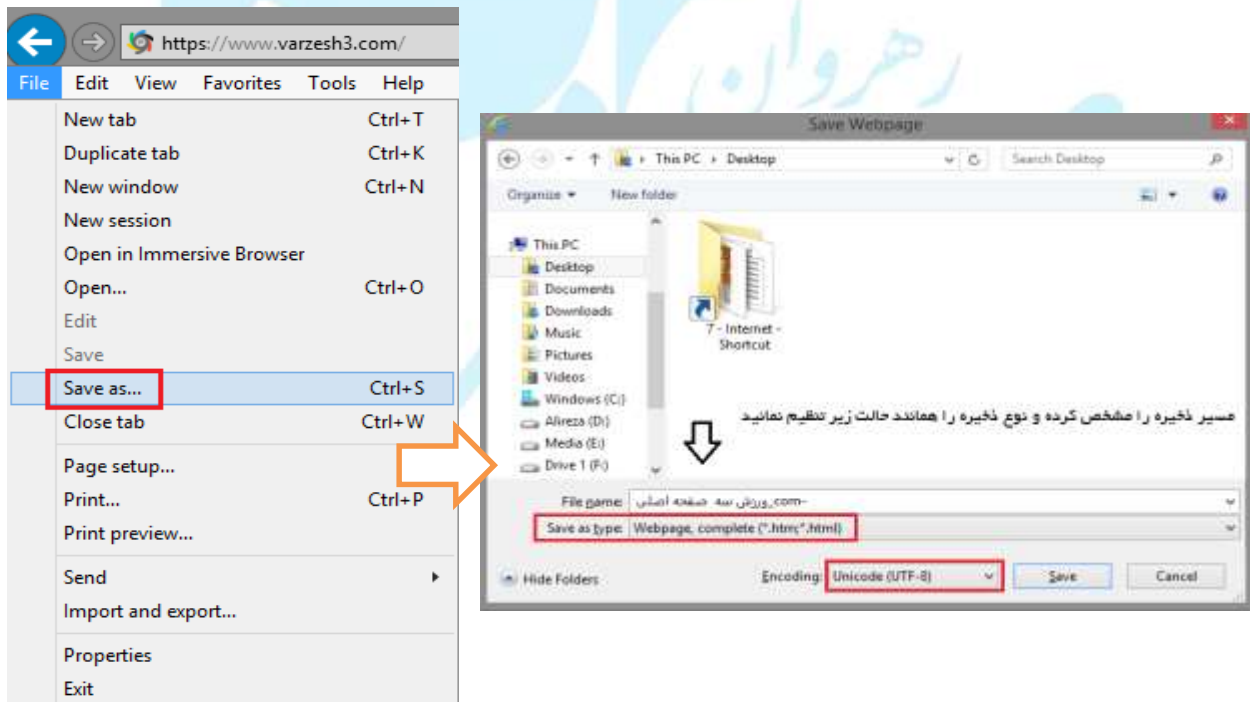 رهروان
https://www.varzesh3.com/
File Edit View Favorites Tools Help
New tab Ctrl+T
Duplicate tab Ctrl+K
New window Ctrl+N
New session
Open in Immersive Browser
Open... Ctrl+O
Edit
Save
Save as... Ctrl+S
Close tab Ctrl+W
Page setup...
Print... Ctrl+P
Print preview...
Send
Import and export...
Properties
Exit
Save Webpage
This PC Desktop Search Desktop
Organize New folder
This PC
Desktop
Documents
Downloads
Music
Pictures
Videos
Windows (C:)
Alireza (D:)
Media (E:)
Drive 1 (F:)
7 - Internet -
Shortcut
مسیر ذخیره را مشخص کرده و نوع ذخیره را همانند حالت زیر تنظیم نمائید
File name: ورزش سه صفحه اصلی_com-
Save as type: Webpage, complete (*.htm;*.html)
Hide Folders Encoding: Unicode (UTF-8) Save Cancel